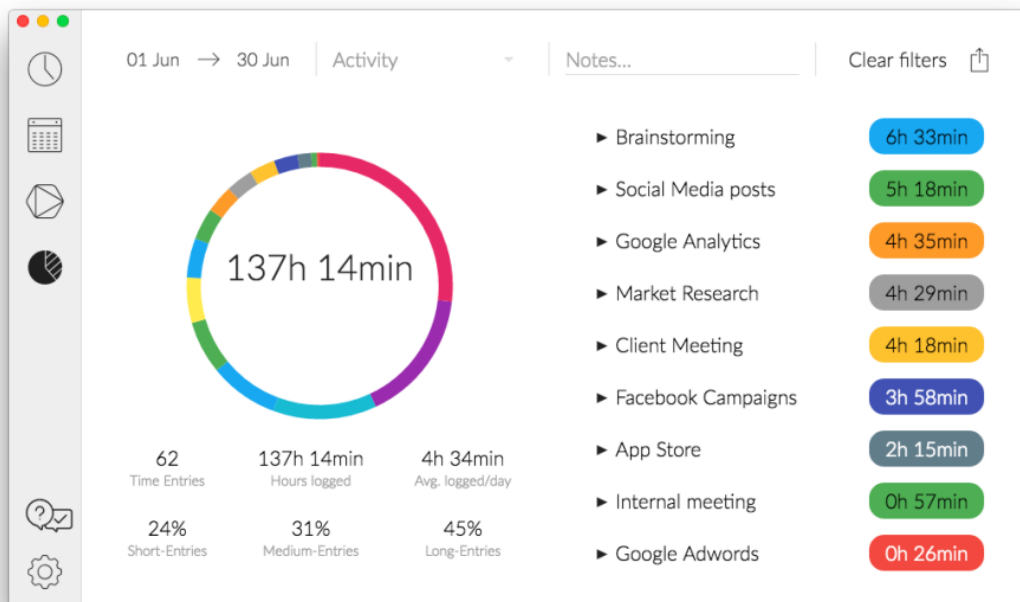 01 Jun → 30 Jun
Activity
Notes...
Clear filters
137h 14min
62
Time Entries
137h 14min
Hours logged
4h 34min
Avg. logged/day
24%
Short-Entries
31%
Medium-Entries
45%
Long-Entries
Brainstorming 6h 33min
Social Media posts 5h 18min
Google Analytics 4h 35min
Market Research 4h 29min
Client Meeting 4h 18min
Facebook Campaigns 3h 58min
App Store 2h 15min
Internal meeting 0h 57min
Google Adwords 0h 26min